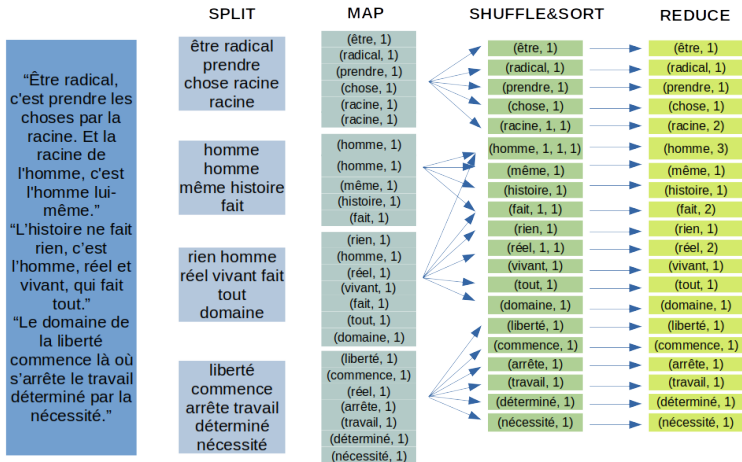 SPLIT
MAP
SHUFFLE&SORT
REDUCE
“Être radical,
c'est prendre les
choses par la
racine. Et la
racine de
l'homme, c'est
l'homme lui-
même.”
“L’histoire ne fait
rien, c’est
l’homme, réel et
vivant, qui fait
tout.”
“Le domaine de
la liberté
commence là où
s’arrête le travail
déterminé par la
nécessité.”
être radical
prendre
chose racine
racine
homme
homme
même histoire
fait
rien homme
réel vivant fait
tout
domaine
liberté
commence
arrête travail
déterminé
nécessité
(être, 1)
(radical, 1)
(prendre, 1)
(chose, 1)
(racine, 1)
(racine, 1)
(homme, 1)
(homme, 1)
(même, 1)
(histoire, 1)
(fait, 1)
(rien, 1)
(homme, 1)
(réel, 1)
(vivant, 1)
(fait, 1)
(tout, 1)
(domaine, 1)
(liberté, 1)
(commence, 1)
(réel, 1)
(arrête, 1)
(travail, 1)
(déterminé, 1)
(nécessité, 1)
(être, 1)
(radical, 1)
(prendre, 1)
(chose, 1)
(racine, 1, 1)
(homme, 1, 1, 1)
(même, 1)
(histoire, 1)
(fait, 1, 1)
(rien, 1)
(réel, 1, 1)
(vivant, 1)
(tout, 1)
(domaine, 1)
(liberté, 1)
(commence, 1)
(arrête, 1)
(travail, 1)
(déterminé, 1)
(nécessité, 1)
(être, 1)
(radical, 1)
(prendre, 1)
(chose, 1)
(racine, 2)
(homme, 3)
(même, 1)
(histoire, 1)
(fait, 2)
(rien, 1)
(réel, 2)
(vivant, 1)
(tout, 1)
(domaine, 1)
(liberté, 1)
(commence, 1)
(arrête, 1)
(travail, 1)
(déterminé, 1)
(nécessité, 1)